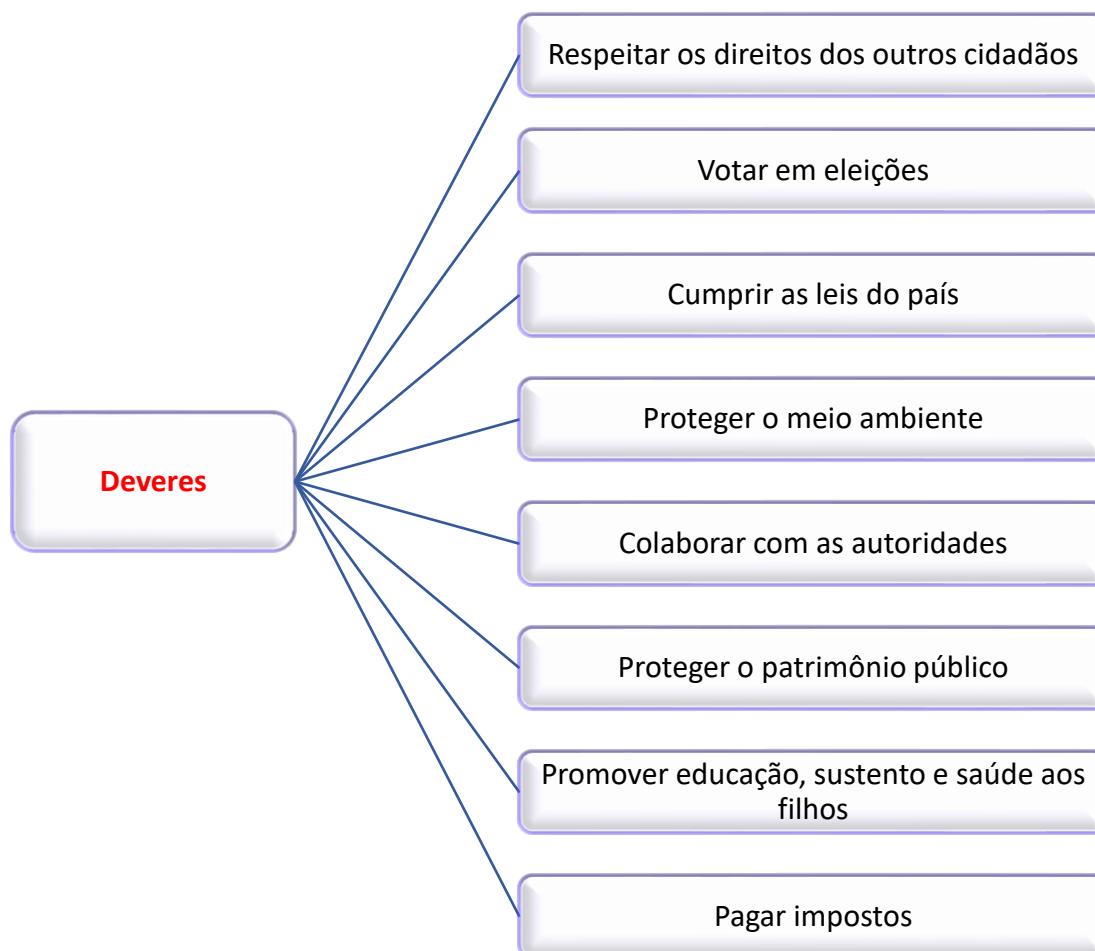 Respeitar os direitos dos outros cidadãos
Votar em eleições
Cumprir as leis do país
Proteger o meio ambiente
Deveres
Colaborar com as autoridades
Proteger o patrimônio público
Promover educação, sustento e saúde aos
filhos
Pagar impostos